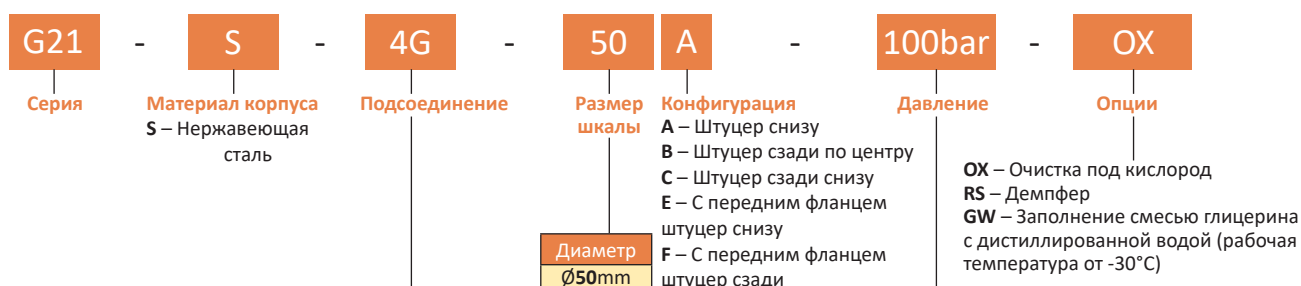 G21 - S - 4G - 50 A - 100bar - OX
Серия
Материал корпуса
S – Нержавеющая
сталь
Подсоединение
Размер
шкалы
Диаметр
Ø50mm
Конфигурация
A – Штуцер снизу
B – Штуцер сзади по центру
C – Штуцер сзади снизу
E – С передним фланцем
штуцер снизу
F – С передним фланцем
штуцер сзади
Давление
Опции
OX – Очистка под кислород
RS – Демпфер
GW – Заполнение смесью глицерина
с дистиллированной водой (рабочая
температура от -30°C)